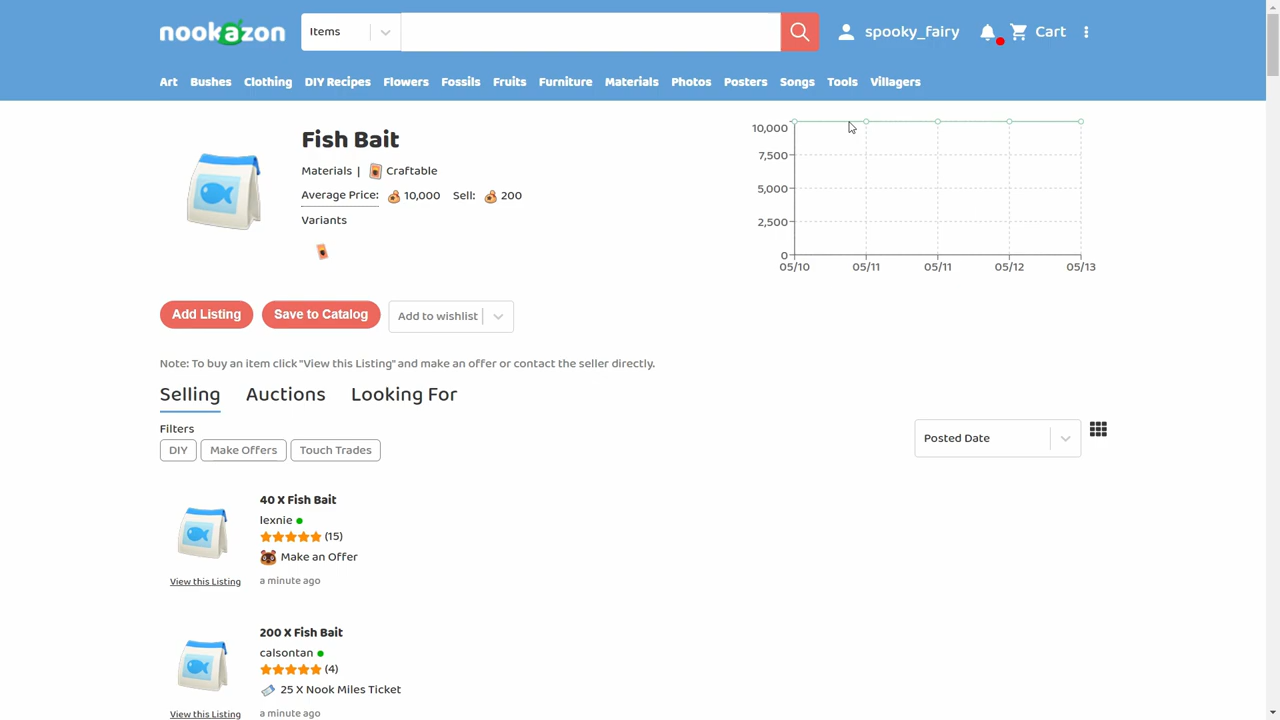 nookazon
Items
spooky_fairy
Cart
Art Bushes Clothing DIY Recipes Flowers Fossils Fruits Furniture Materials Photos Posters Songs Tools Villagers
Fish Bait
Materials | Craftable
Average Price: 10,000 Sell: 200
Variants
10,000
7,500
5,000
2,500
0
05/10 05/11 05/11 05/12 05/13
Add Listing Save to Catalog Add to wishlist
Note: To buy an item click "View this Listing" and make an offer or contact the seller directly.
Selling Auctions Looking For
Filters
DIY Make Offers Touch Trades
Posted Date
40 X Fish Bait
lexnie
(15)
Make an Offer
View this Listing
a minute ago
200 X Fish Bait
calsontan
(4)
25 X Nook Miles Ticket
View this Listing
a minute ago